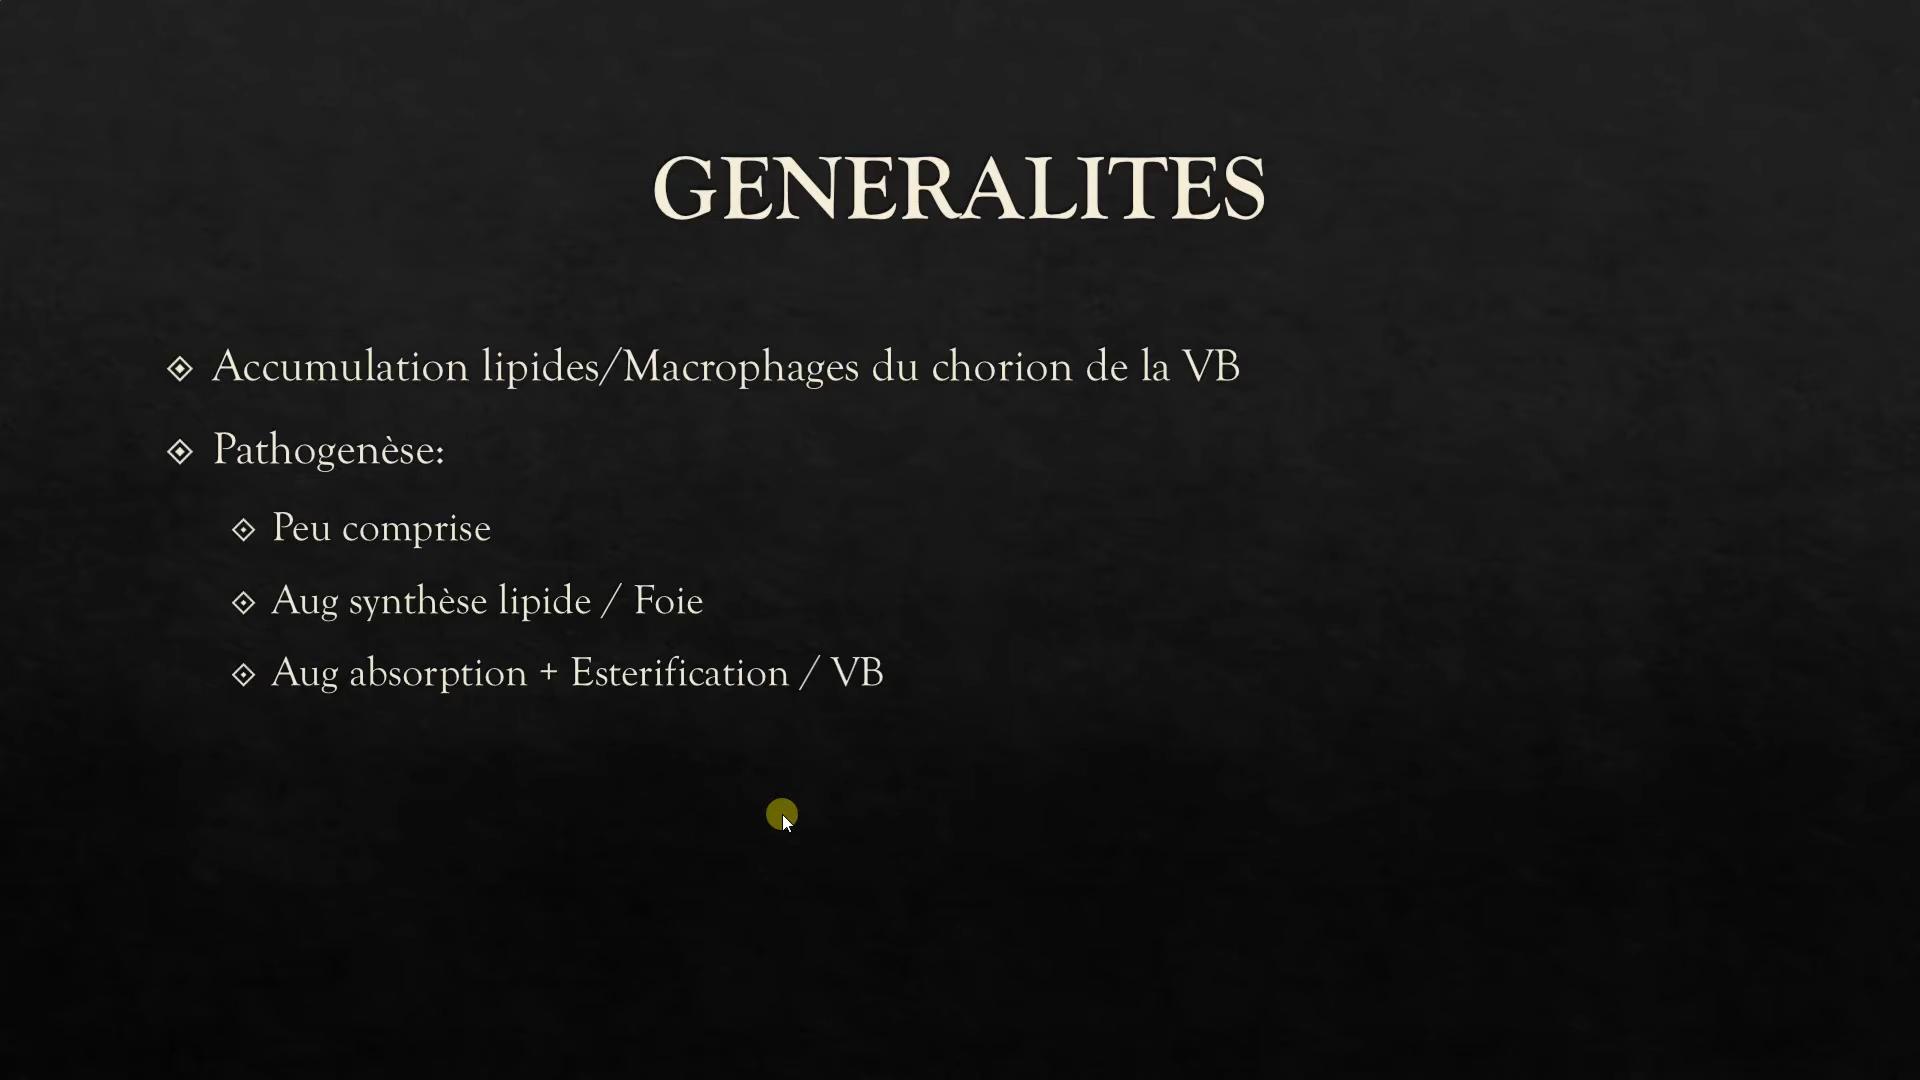 GENERALITES
Accumulation lipides/Macrophages du chorion de la VB
Pathogenèse:
Peu comprise
Aug synthèse lipide / Foie
Aug absorption + Esterification / VB